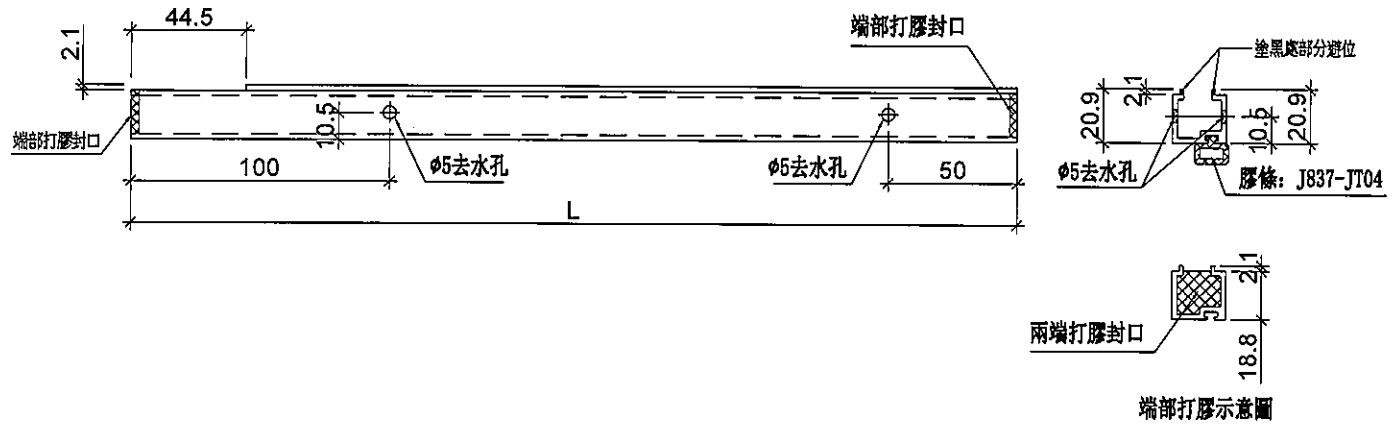 44.5
2.1
端部打膠封口
端部打膠封口
10.5
100
φ5去水孔
φ5去水孔
50
L
塗黑處部分避位
2.1
20.9
10.5
20.9
φ5去水孔
膠條: J837-JT04
2.1
18.8
兩端打膠封口
端部打膠示意圖